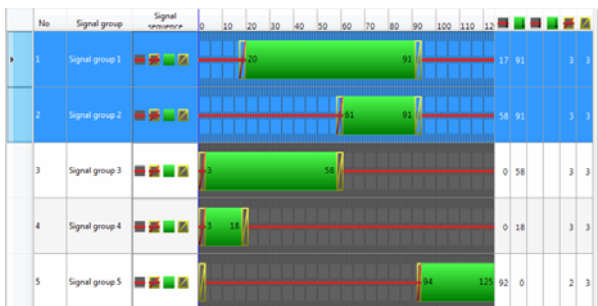 No Signal group Signal sequence 0 10 20 30 40 50 60 70 80 90 100 110 12
1 Signal group 1 20 91 17 91 3 3
2 Signal group 2 61 91 58 91 3 3
3 Signal group 3 3 58 0 58 3 3
4 Signal group 4 3 18 0 18 3 3
5 Signal group 5 94 125 92 0 2 3